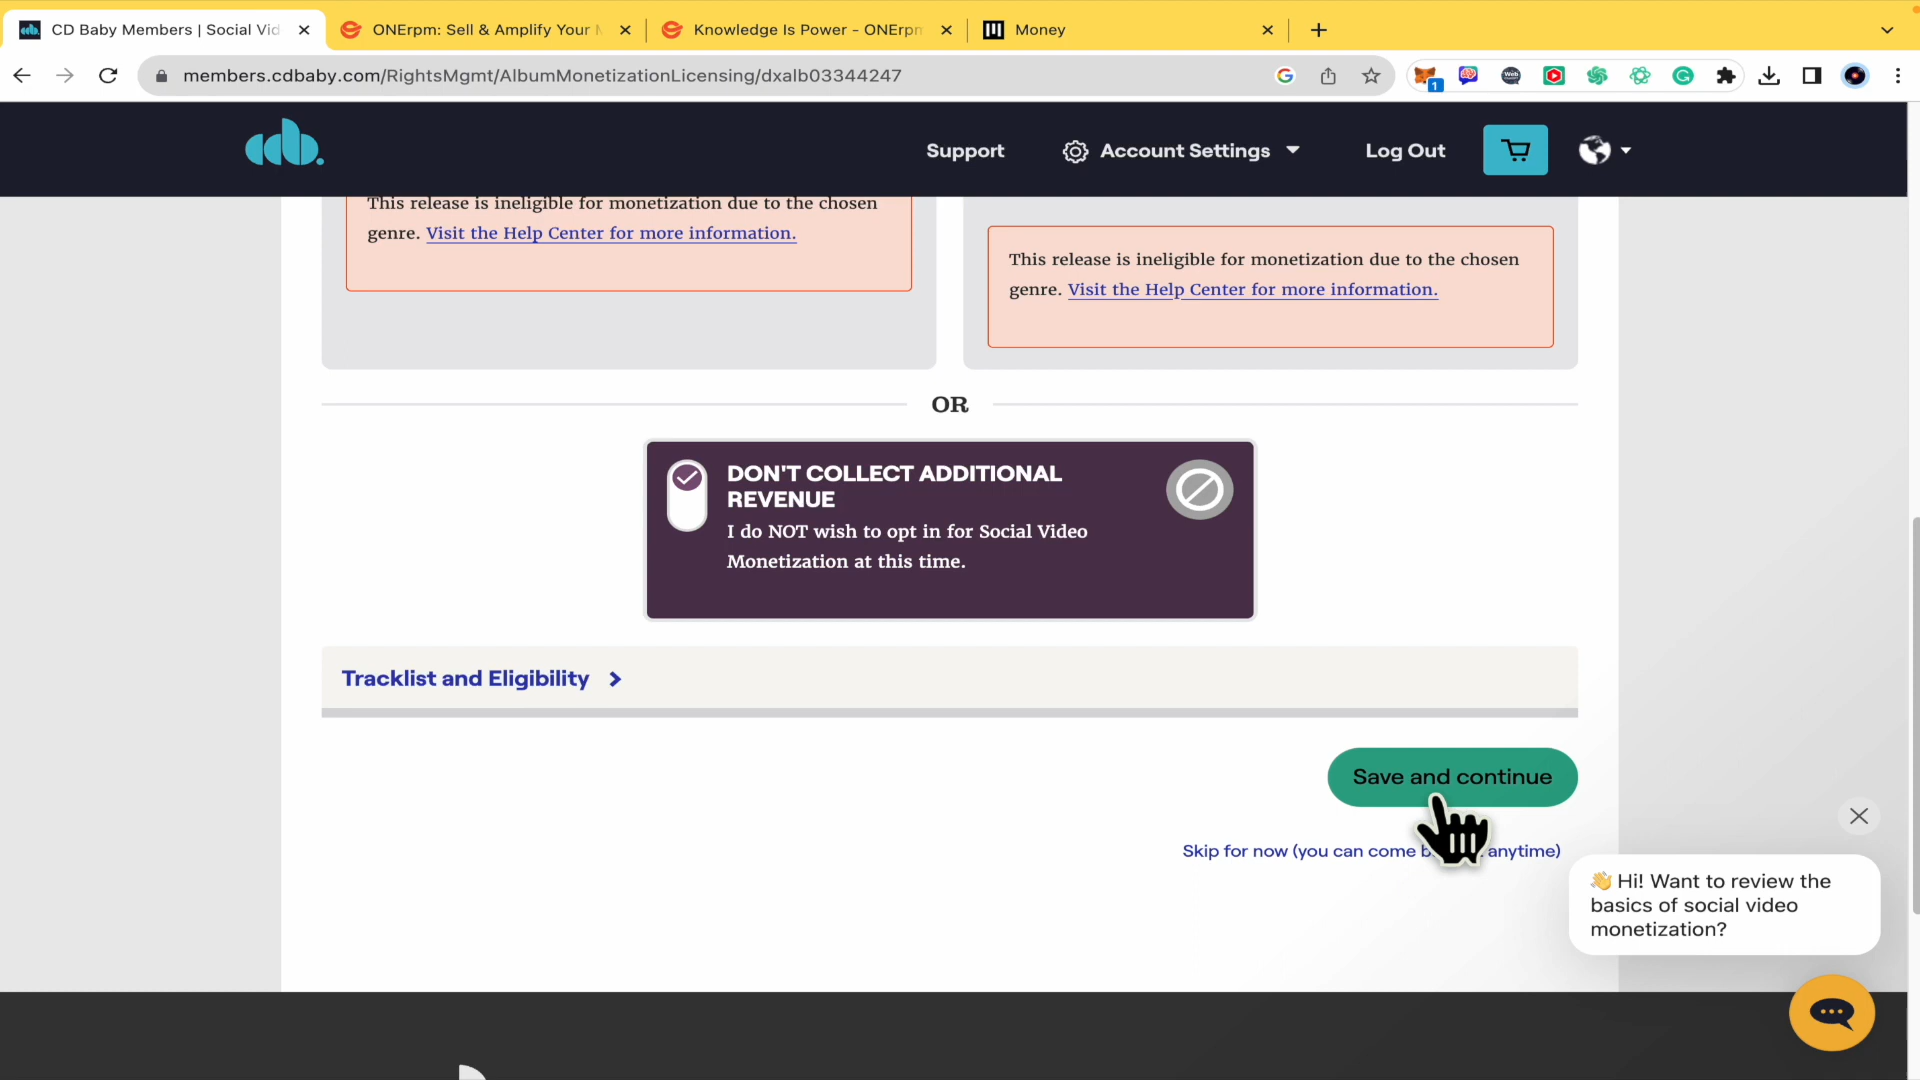 CD Baby Members | Social Vid
ONErpm: Sell & Amplify Your
Knowledge Is Power - ONErpm
Money
members.cdbaby.com/RightsMgmt/AlbumMonetizationLicensing/dxalb03344247
1
cdb.
Support
Account Settings
Log Out
This release is ineligible for monetization due to the chosen
genre. Visit the Help Center for more information.
This release is ineligible for monetization due to the chosen
genre. Visit the Help Center for more information.
OR
DON'T COLLECT ADDITIONAL
REVENUE
I do NOT wish to opt in for Social Video
Monetization at this time.
Tracklist and Eligibility
Save and continue
Skip for now (you can come anytime)
👋 Hi! Want to review the
basics of social video
monetization?